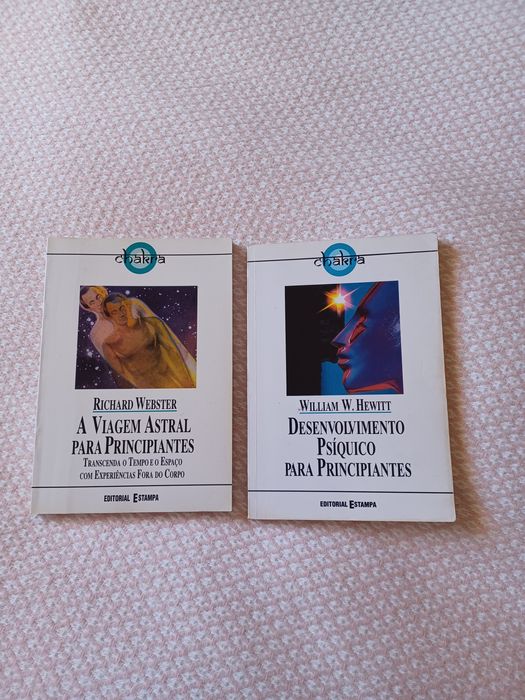 chakra
RICHARD WEBSTER
A VIAGEM ASTRAL
PARA PRINCIPIANTES
TRANSCENDA O TEMPO E O ESPAÇO
COM EXPERIÊNCIAS FORA DO CORPO
EDITORIAL ESTAMPA
chakra
WILLIAM W. HEWITT
DESENVOLVIMENTO
PSÍQUICO
PARA PRINCIPIANTES
EDITORIAL ESTAMPA